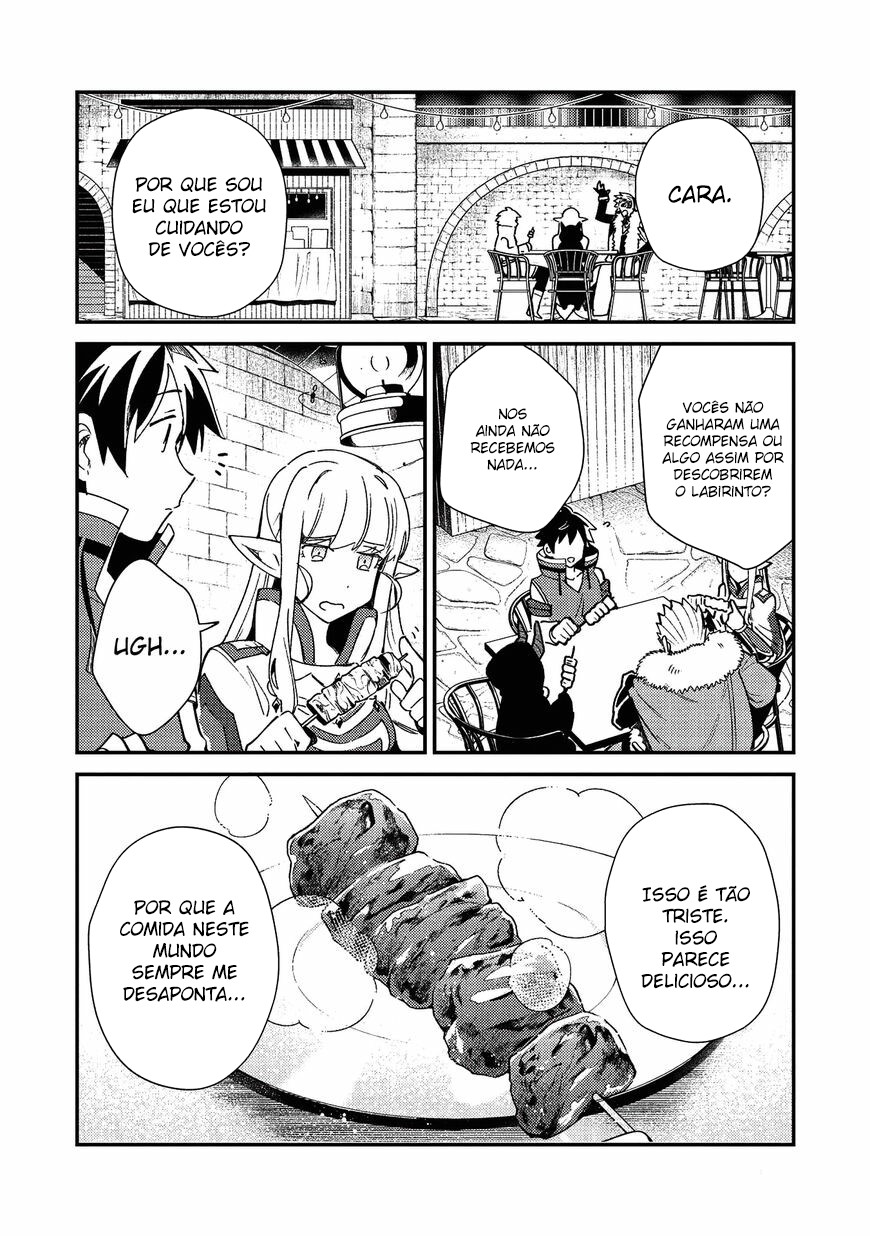 CARA.
POR QUE SOU
EU QUE ESTOU
CUIDANDO
DE VOCÊS?
VOCÊS NÃO
GANHARAM UMA
RECOMPENSA OU
ALGO ASSIM POR
DESCOBRIREM
O LABIRINTO?
NOS
AINDA NÃO
RECEBEMOS
NADA...
UGH...
ISSO É TÃO
TRISTE.
ISSO
PARECE
DELICIOSO...
POR QUE A
COMIDA NESTE
MUNDO
SEMPRE ME
DESAPONTA...